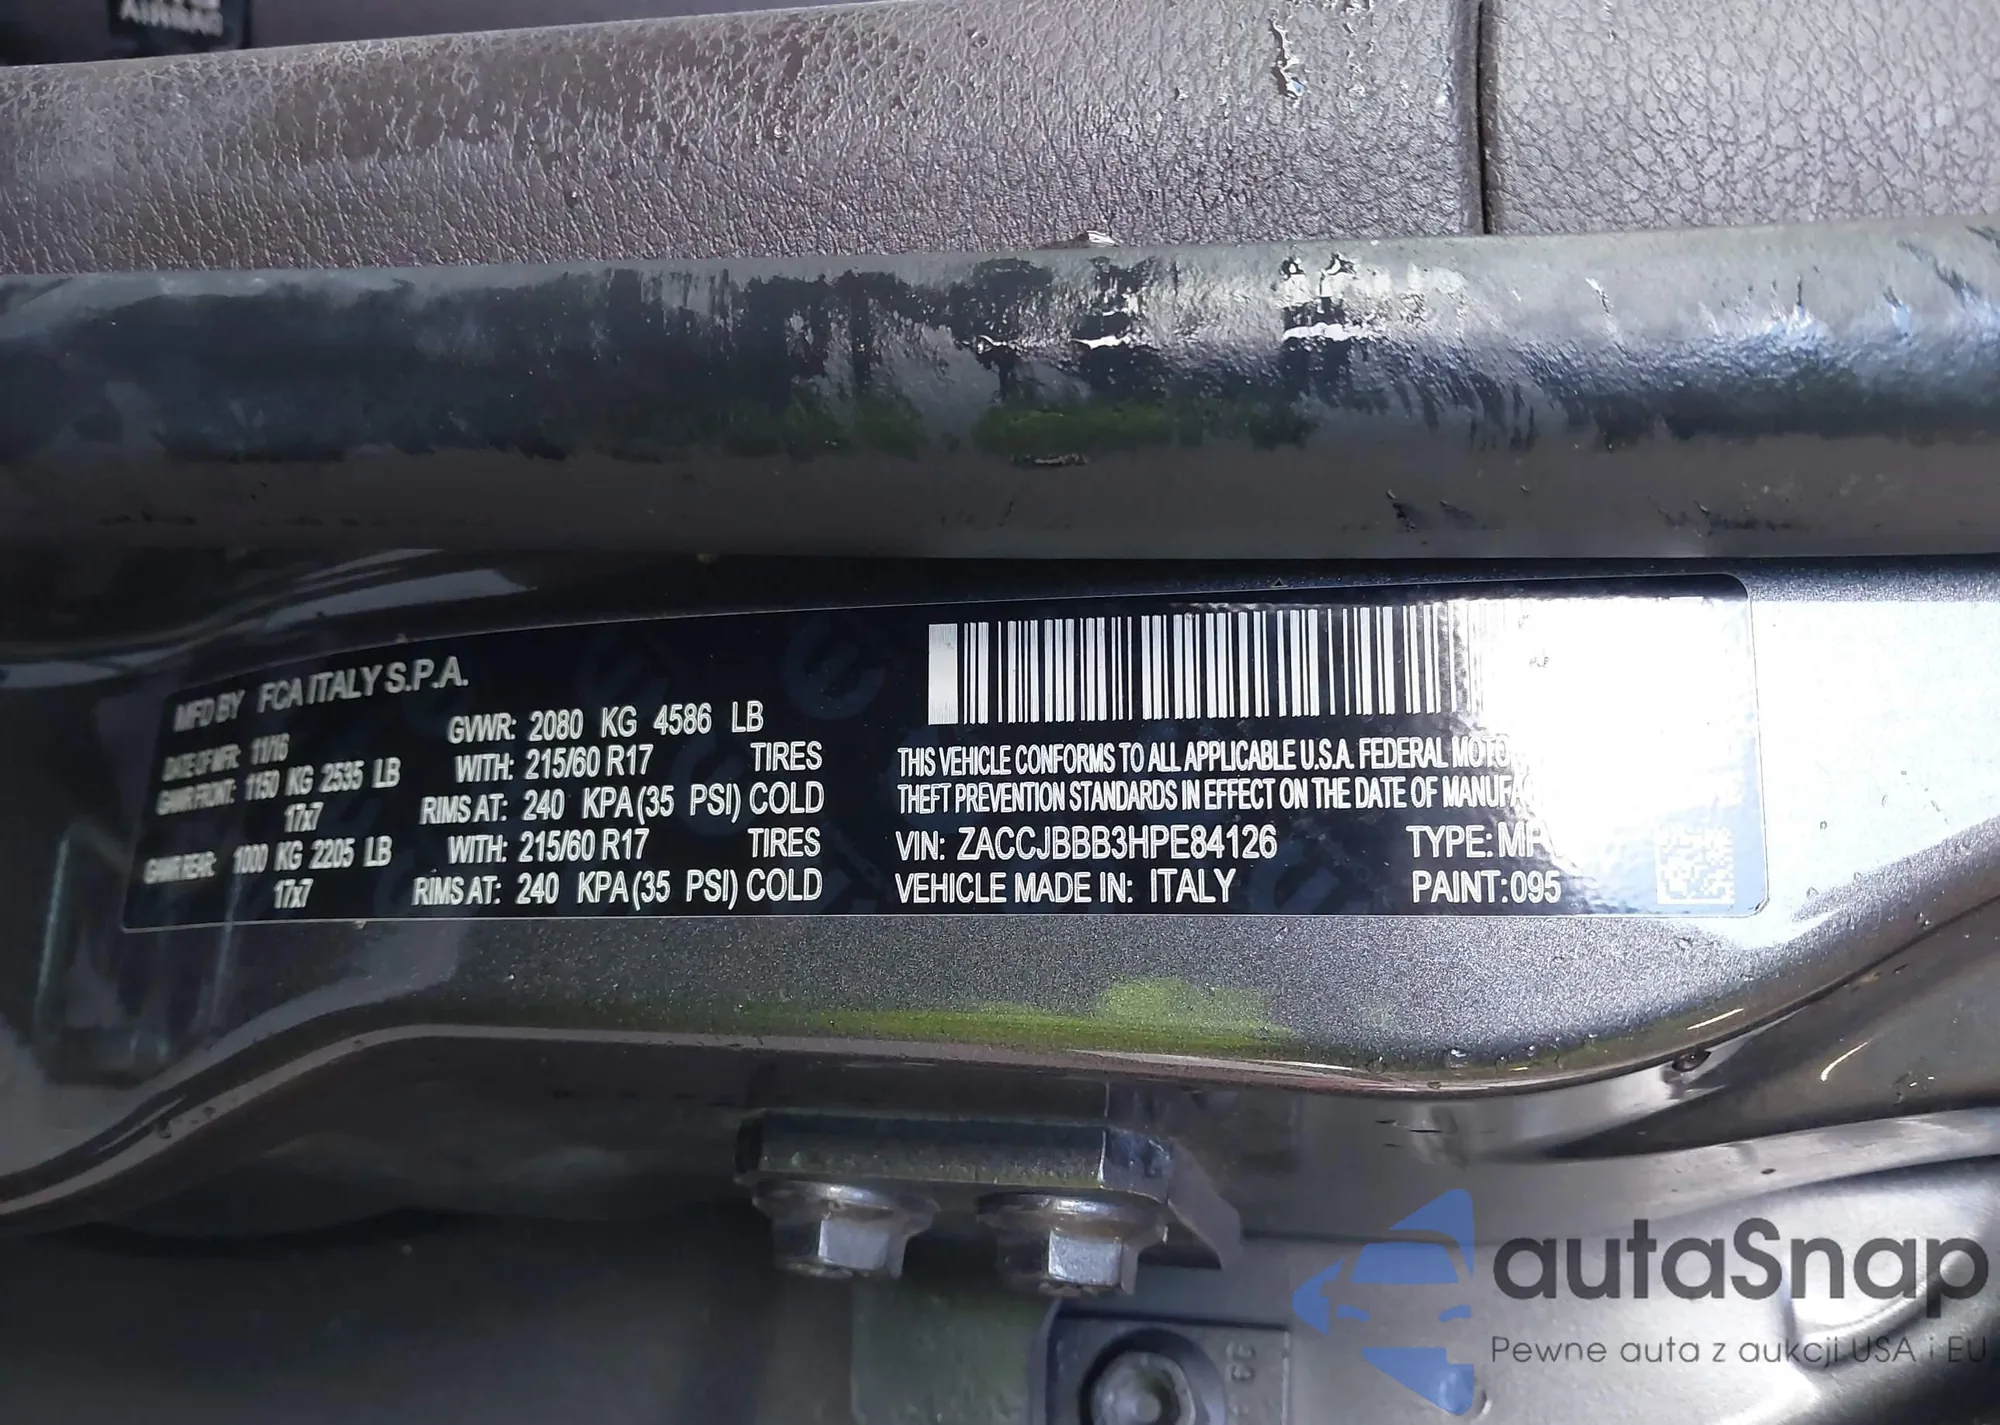 MFD BY FCA ITALY S.P.A.
DATE OF MFR: 11/16 GVWR: 2080 KG 4586 LB
GAWR FRONT: 1150 KG 2535 LB WITH: 215/60 R17 TIRES
17x7 RIMS AT: 240 KPA (35 PSI) COLD
GAWR REAR: 1000 KG 2205 LB WITH: 215/60 R17 TIRES
17x7 RIMS AT: 240 KPA (35 PSI) COLD
THIS VEHICLE CONFORMS TO ALL APPLICABLE U.S.A. FEDERAL
THEFT PREVENTION STANDARDS IN EFFECT ON THE DATE OF
VIN: ZACCJBBB3HPE84126 TYPE:
VEHICLE MADE IN: ITALY PAINT: 095
33
autaSnap
Pewne auta z aukcji USA i EU